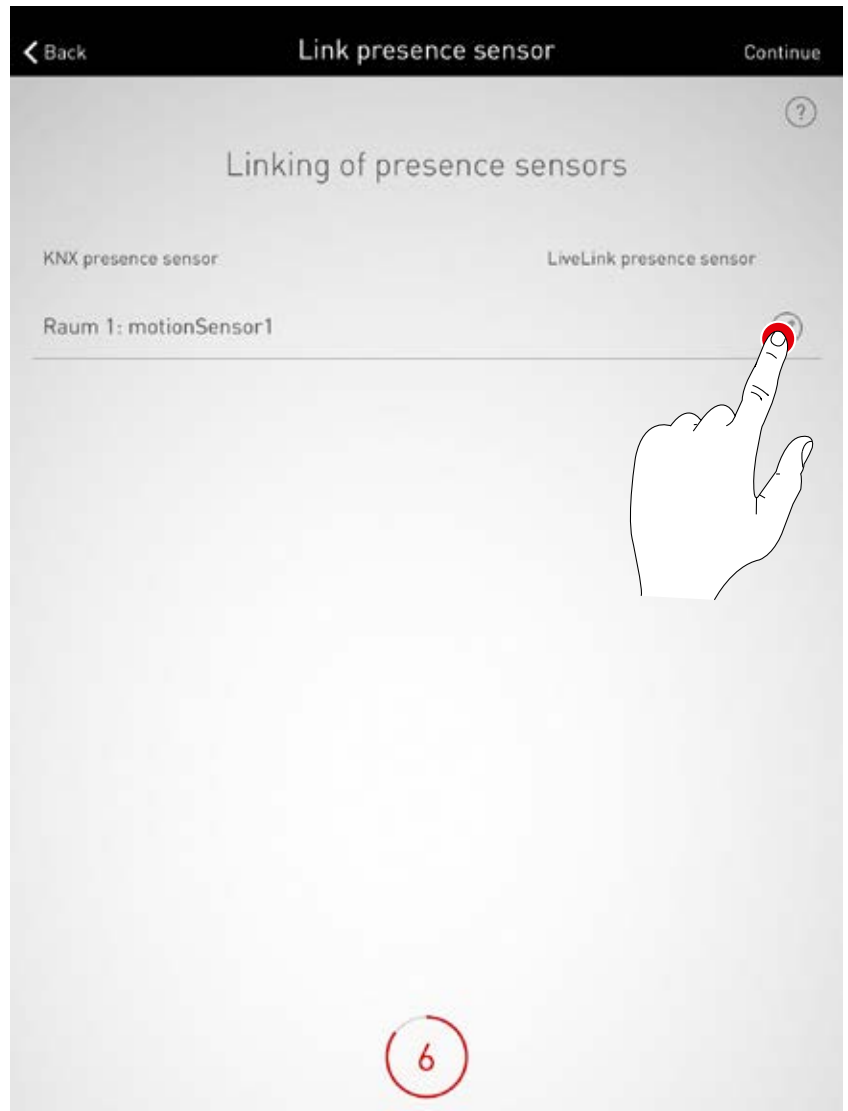 Back
Link presence sensor
Continue
?
Linking of presence sensors
KNX presence sensor
LiveLink presence sensor
Raum 1: motionSensor1
6